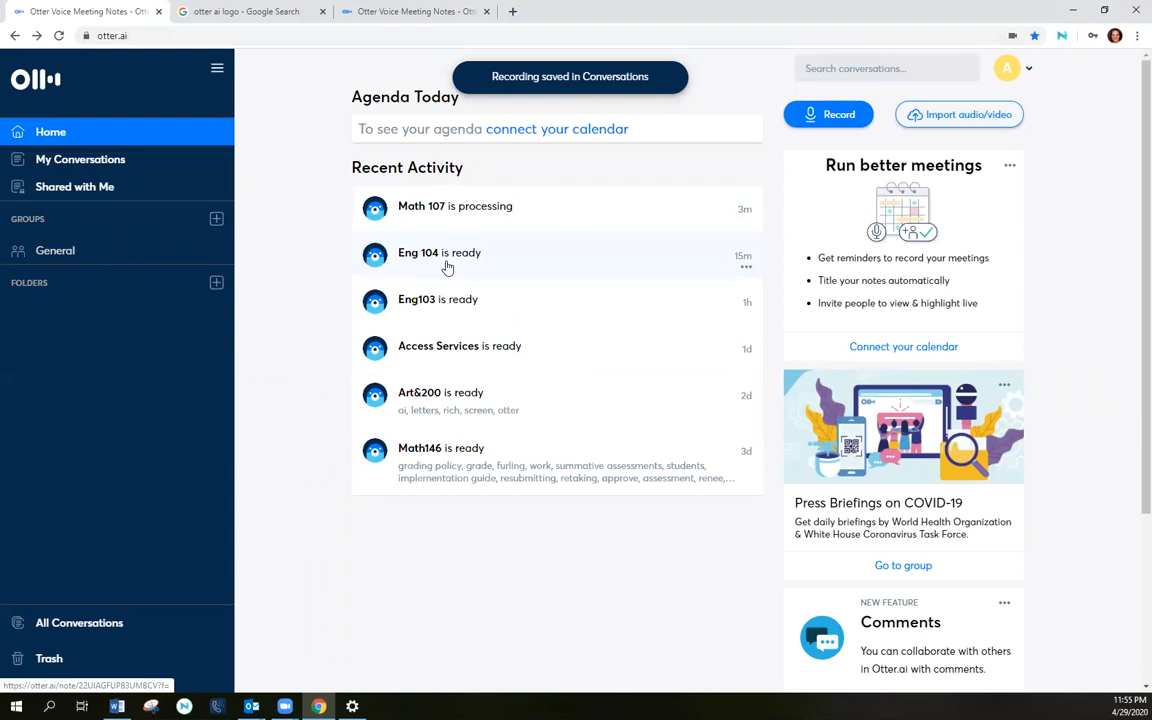 Otter Voice Meeting Notes - Ott
otter ai logo - Google Search
Otter Voice Meeting Notes - Ott
otter.ai
Recording saved in Conversations
Search conversations...
A
Home
My Conversations
Shared with Me
GROUPS
General
FOLDERS
All Conversations
Trash
https://otter.ai/note/22UIAGFUPB3UMBCV?f=
Agenda Today
To see your agenda connect your calendar
Recent Activity
Math 107 is processing
3m
Eng 104 is ready
15m
Eng103 is ready
1h
Access Services is ready
1d
Art&200 is ready
2d
ai, letters, rich, screen, otter
Math146 is ready
3d
grading policy, grade, furling, work, summative assessments, students,
implementation guide, resubmitting, retaking, approve, assessment, renee,...
Record
Import audio/video
Run better meetings
Get reminders to record your meetings
Title your notes automatically
Invite people to view & highlight live
Connect your calendar
Press Briefings on COVID-19
Get daily briefings by World Health Organization
& White House Coronavirus Task Force.
Go to group
NEW FEATURE
Comments
You can collaborate with others
in Otter.ai with comments.
11:55 PM
4/29/2020